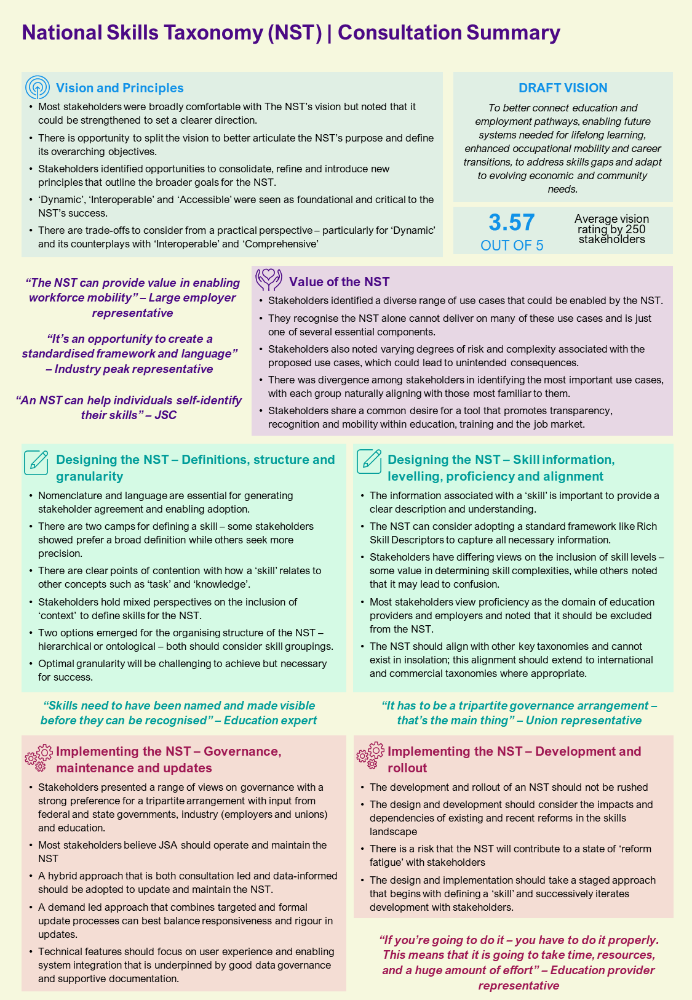 National Skills Taxonomy (NST) | Consultation Summary
Vision and Principles
• Most stakeholders were broadly comfortable with The NST’s vision but noted that it
could be strengthened to set a clearer direction.
• There is opportunity to split the vision to better articulate the NST’s purpose and define
its overarching objectives.
• Stakeholders identified opportunities to consolidate, refine and introduce new
principles that outline the broader goals for the NST.
• ‘Dynamic’, ‘Interoperable’ and ‘Accessible’ were seen as foundational and critical to the
NST’s success.
• There are trade-offs to consider from a practical perspective – particularly for ‘Dynamic’
and its counterplays with ‘Interoperable’ and ‘Comprehensive’
DRAFT VISION
To better connect education and
employment pathways, enabling future
systems needed for lifelong learning,
enhanced occupational mobility and career
transitions, to address skills gaps and adapt
to evolving economic and community
needs.
3.57
OUT OF 5
Average vision
rating by 250
stakeholders
“The NST can provide value in enabling
workforce mobility” – Large employer
representative
“It’s an opportunity to create a
standardised framework and language”
– Industry peak representative
“An NST can help individuals self-identify
their skills” – JSC
Value of the NST
• Stakeholders identified a diverse range of use cases that could be enabled by the NST.
• They recognise the NST alone cannot deliver on many of these use cases and is just
one of several essential components.
• Stakeholders also noted varying degrees of risk and complexity associated with the
proposed use cases, which could lead to unintended consequences.
• There was divergence among stakeholders in identifying the most important use cases,
with each group naturally aligning with those most familiar to them.
• Stakeholders share a common desire for a tool that promotes transparency,
recognition and mobility within education, training and the job market.
Designing the NST – Definitions, structure and
granularity
• Nomenclature and language are essential for generating
stakeholder agreement and enabling adoption.
• There are two camps for defining a skill – some stakeholders
showed prefer a broad definition while others seek more
precision.
• There are clear points of contention with how a ‘skill’ relates to
other concepts such as ‘task’ and ‘knowledge’.
• Stakeholders hold mixed perspectives on the inclusion of
‘context’ to define skills for the NST.
• Two options emerged for the organising structure of the NST –
hierarchical or ontological – both should consider skill groupings.
• Optimal granularity will be challenging to achieve but necessary
for success.
Designing the NST – Skill information,
levelling, proficiency and alignment
• The information associated with a ‘skill’ is important to provide a
clear description and understanding.
• The NST can consider adopting a standard framework like Rich
Skill Descriptors to capture all necessary information.
• Stakeholders have differing views on the inclusion of skill levels –
some value in determining skill complexities, while others noted
that it may lead to confusion.
• Most stakeholders view proficiency as the domain of education
providers and employers and noted that it should be excluded
from the NST.
• The NST should align with other key taxonomies and cannot
exist in insolation; this alignment should extend to international
and commercial taxonomies where appropriate.
“Skills need to have been named and made visible
before they can be recognised” – Education expert
“It has to be a tripartite governance arrangement –
that’s the main thing” – Union representative
Implementing the NST – Governance,
maintenance and updates
• Stakeholders presented a range of views on governance with a
strong preference for a tripartite arrangement with input from
federal and state governments, industry (employers and unions)
and education.
• Most stakeholders believe JSA should operate and maintain the
NST
• A hybrid approach that is both consultation led and data-informed
should be adopted to update and maintain the NST.
• A demand led approach that combines targeted and formal
update processes can best balance responsiveness and rigour in
updates.
• Technical features should focus on user experience and enabling
system integration that is underpinned by good data governance
and supportive documentation.
Implementing the NST – Development and
rollout
• The development and rollout of an NST should not be rushed
• The design and development should consider the impacts and
dependencies of existing and recent reforms in the skills
landscape
• There is a risk that the NST will contribute to a state of ‘reform
fatigue’ with stakeholders
• The design and implementation should take a staged approach
that begins with defining a ‘skill’ and successively iterates
development with stakeholders.
“If you’re going to do it – you have to do it properly.
This means that it is going to take time, resources,
and a huge amount of effort” – Education provider
representative